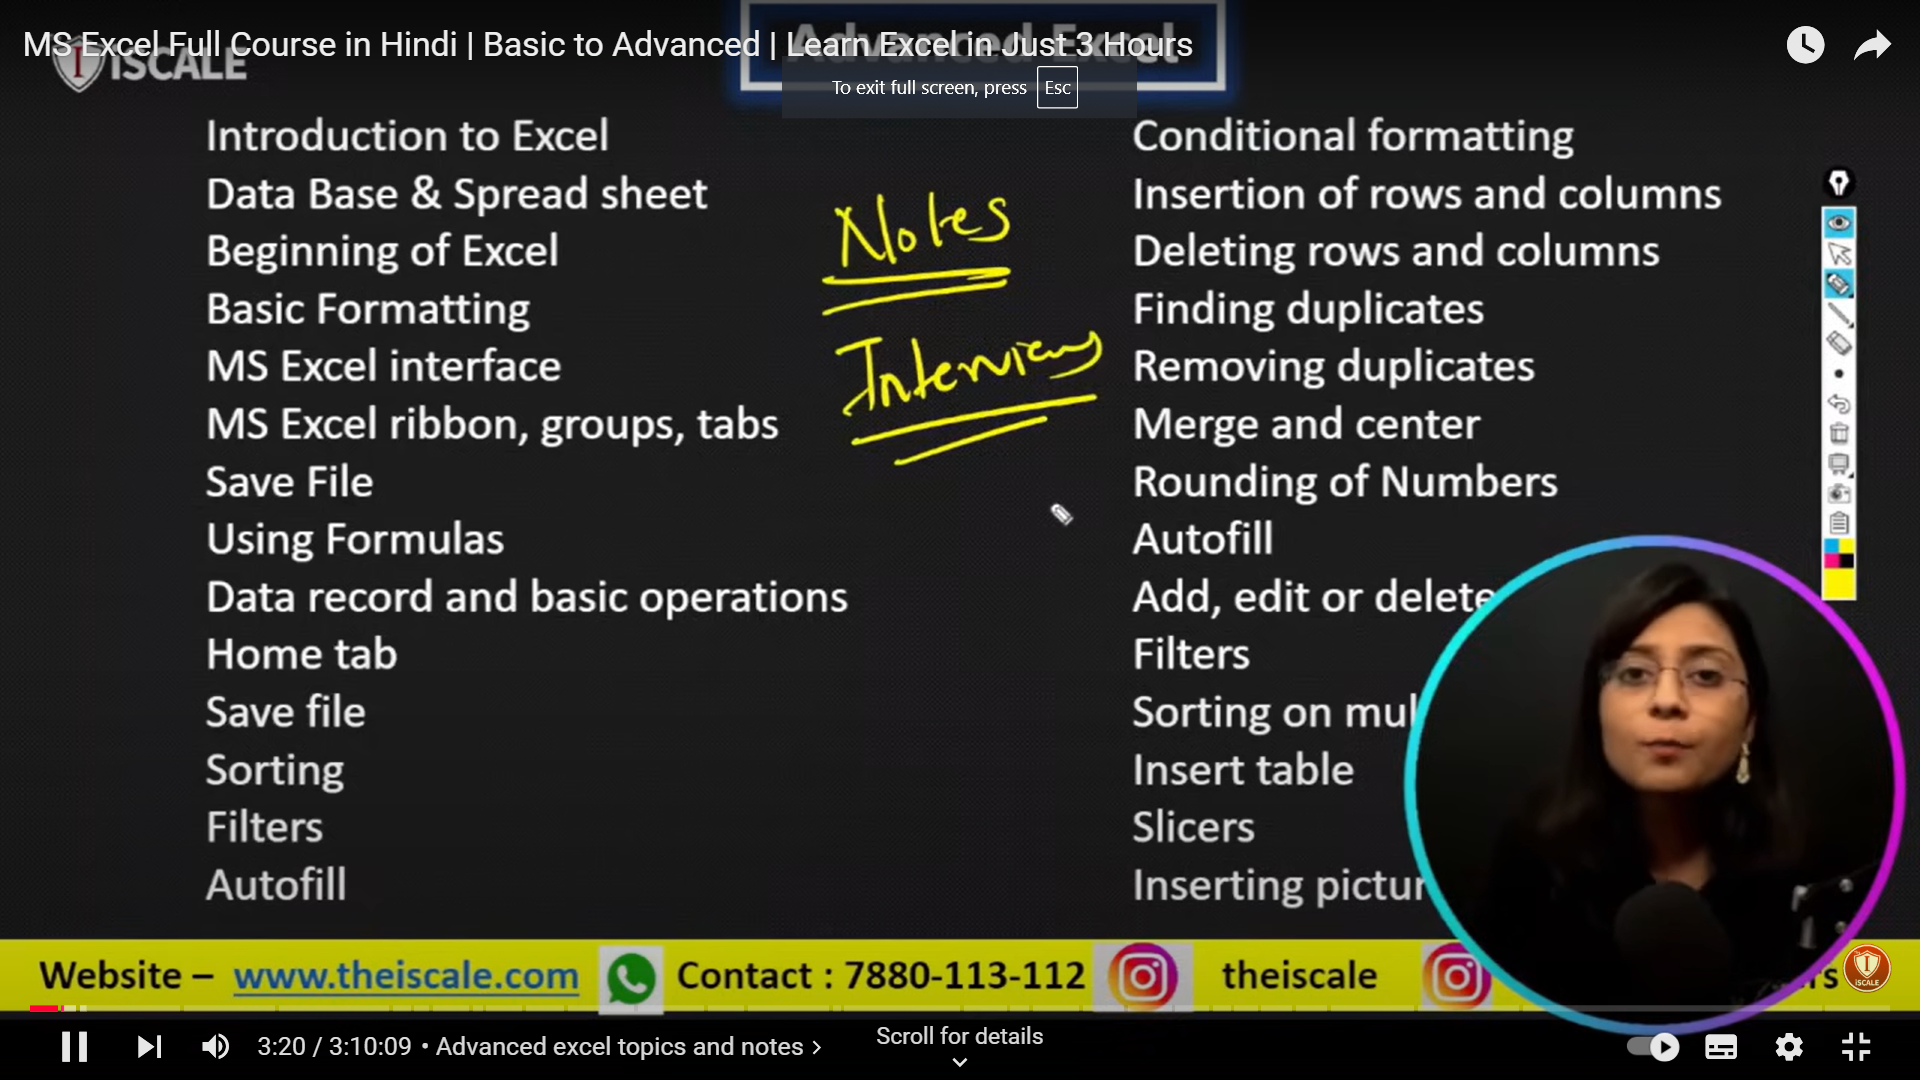 MS Excel Full Course in Hindi | Basic to Advanced | Learn Excel in Just 3 Hours
ISCALE
Advanced Excel
To exit full screen, press Esc
Introduction to Excel
Data Base & Spread sheet
Beginning of Excel
Basic Formatting
MS Excel interface
MS Excel ribbon, groups, tabs
Save File
Using Formulas
Data record and basic operations
Home tab
Save file
Sorting
Filters
Autofill
Notes
Interview
Conditional formatting
Insertion of rows and columns
Deleting rows and columns
Finding duplicates
Removing duplicates
Merge and center
Rounding of Numbers
Autofill
Add, edit or delete
Filters
Sorting on mul
Insert table
Slicers
Inserting pictur
Website – www.theiscale.com Contact : 7880-113-112 theiscale
ISCALE
3:20 / 3:10:09 • Advanced excel topics and notes
Scroll for details